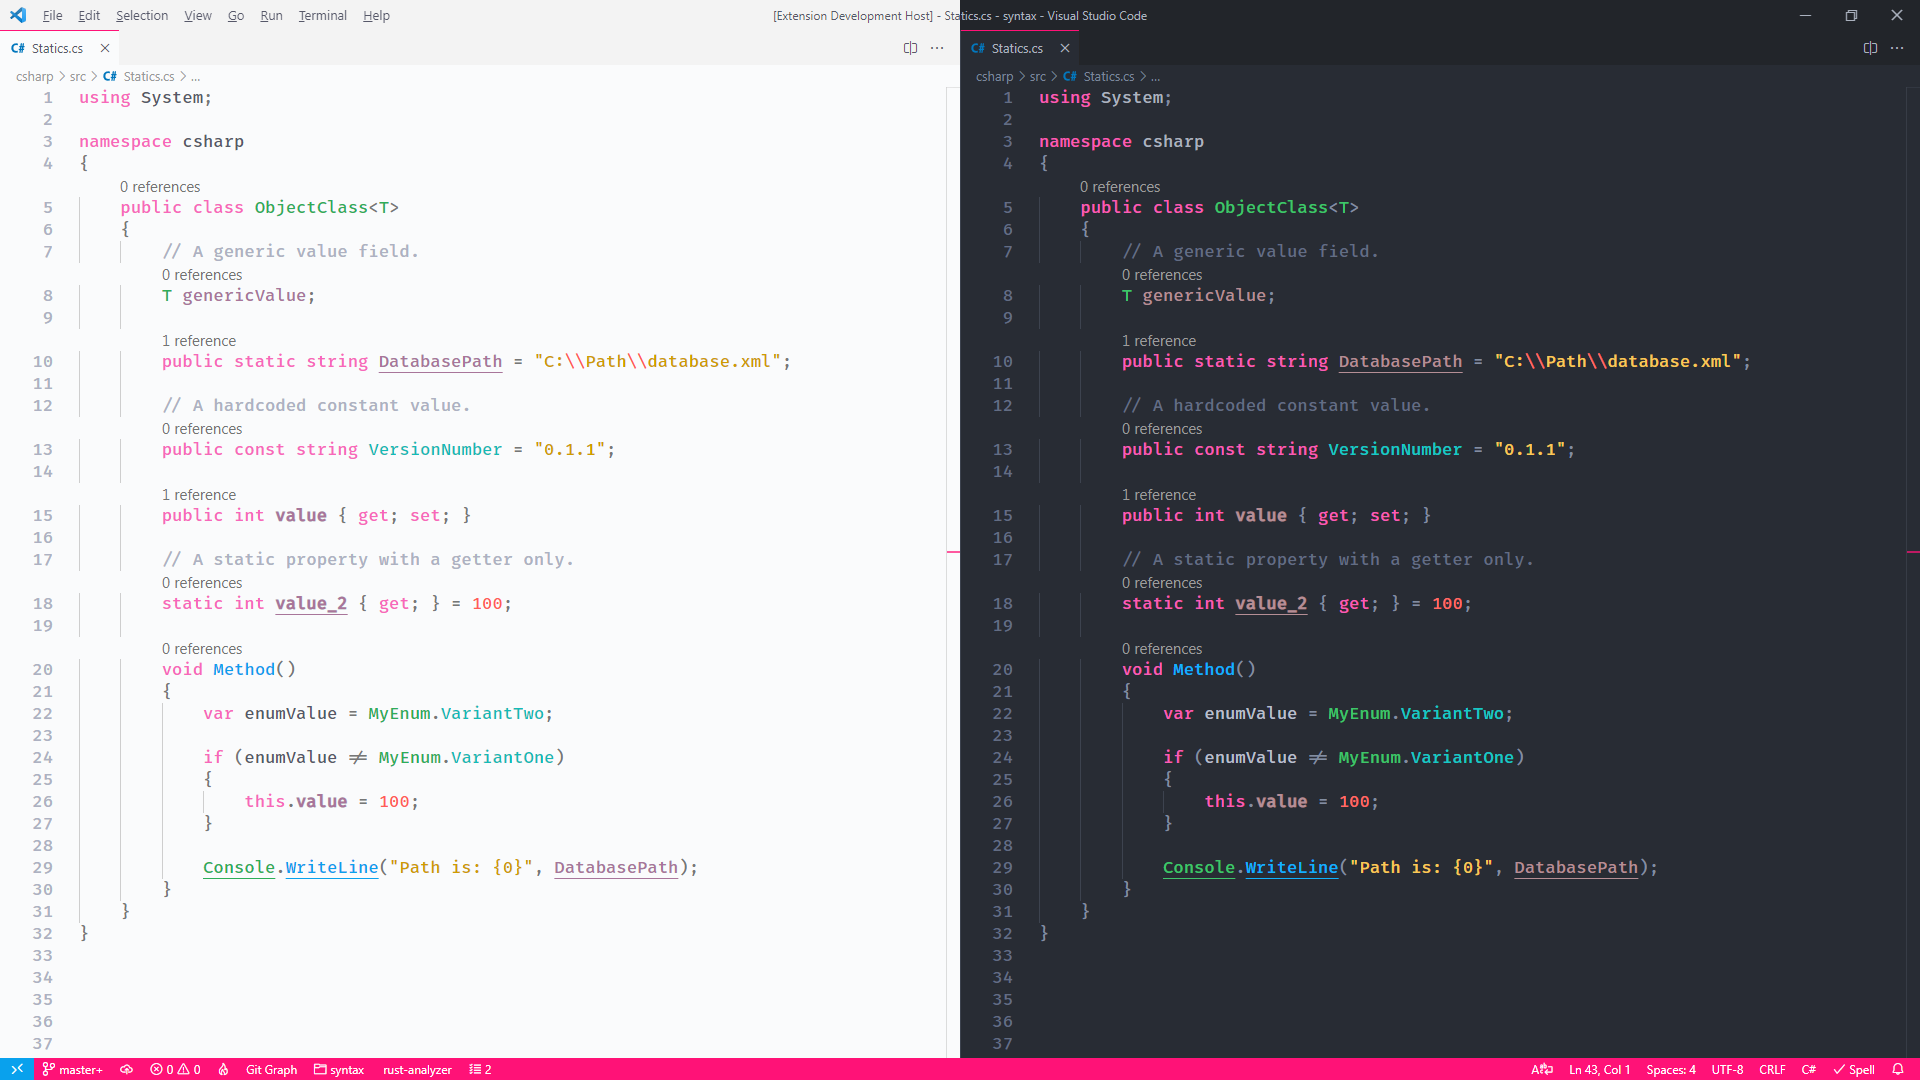 File Edit Selection View Go Run Terminal Help [Extension Development Host] - Statics.cs - syntax - Visual Studio Code
C# Statics.cs
csharp > src > C# Statics.cs > ...
1 using System;
2
3 namespace csharp
4 {
0 references
5 public class ObjectClass<T>
6 {
7 // A generic value field.
0 references
8 T genericValue;
9
1 reference
10 public static string DatabasePath = "C:\\Path\\database.xml";
11
12 // A hardcoded constant value.
0 references
13 public const string VersionNumber = "0.1.1";
14
1 reference
15 public int value { get; set; }
16
17 // A static property with a getter only.
0 references
18 static int value_2 { get; } = 100;
19
0 references
20 void Method()
21 {
22 var enumValue = MyEnum.VariantTwo;
23
24 if (enumValue ≠ MyEnum.VariantOne)
25 {
26 this.value = 100;
27 }
28
29 Console.WriteLine("Path is: {0}", DatabasePath);
30 }
31 }
32 }
33
34
35
36
37
C# Statics.cs
csharp > src > C# Statics.cs > ...
1 using System;
2
3 namespace csharp
4 {
0 references
5 public class ObjectClass<T>
6 {
7 // A generic value field.
0 references
8 T genericValue;
9
1 reference
10 public static string DatabasePath = "C:\\Path\\database.xml";
11
12 // A hardcoded constant value.
0 references
13 public const string VersionNumber = "0.1.1";
14
1 reference
15 public int value { get; set; }
16
17 // A static property with a getter only.
0 references
18 static int value_2 { get; } = 100;
19
0 references
20 void Method()
21 {
22 var enumValue = MyEnum.VariantTwo;
23
24 if (enumValue ≠ MyEnum.VariantOne)
25 {
26 this.value = 100;
27 }
28
29 Console.WriteLine("Path is: {0}", DatabasePath);
30 }
31 }
32 }
33
34
35
36
37
master+ 0 0 Git Graph syntax rust-analyzer 2 Ln 43, Col 1 Spaces: 4 UTF-8 CRLF C# Spell